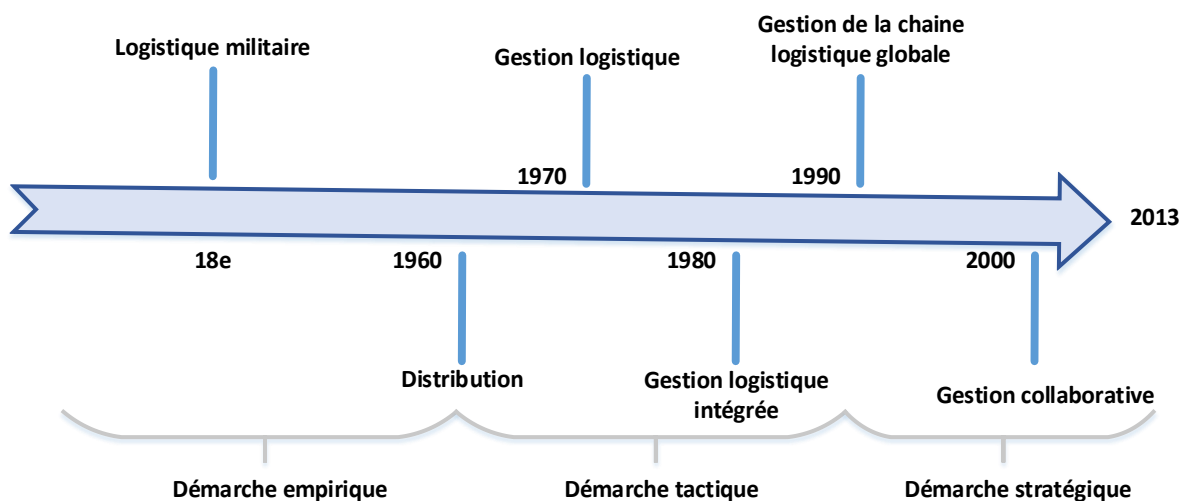 Logistique militaire
Gestion logistique
Gestion de la chaine
logistique globale
1970
1990
2013
18e
1960
1980
2000
Distribution
Gestion logistique
intégrée
Gestion collaborative
Démarche empirique
Démarche tactique
Démarche stratégique